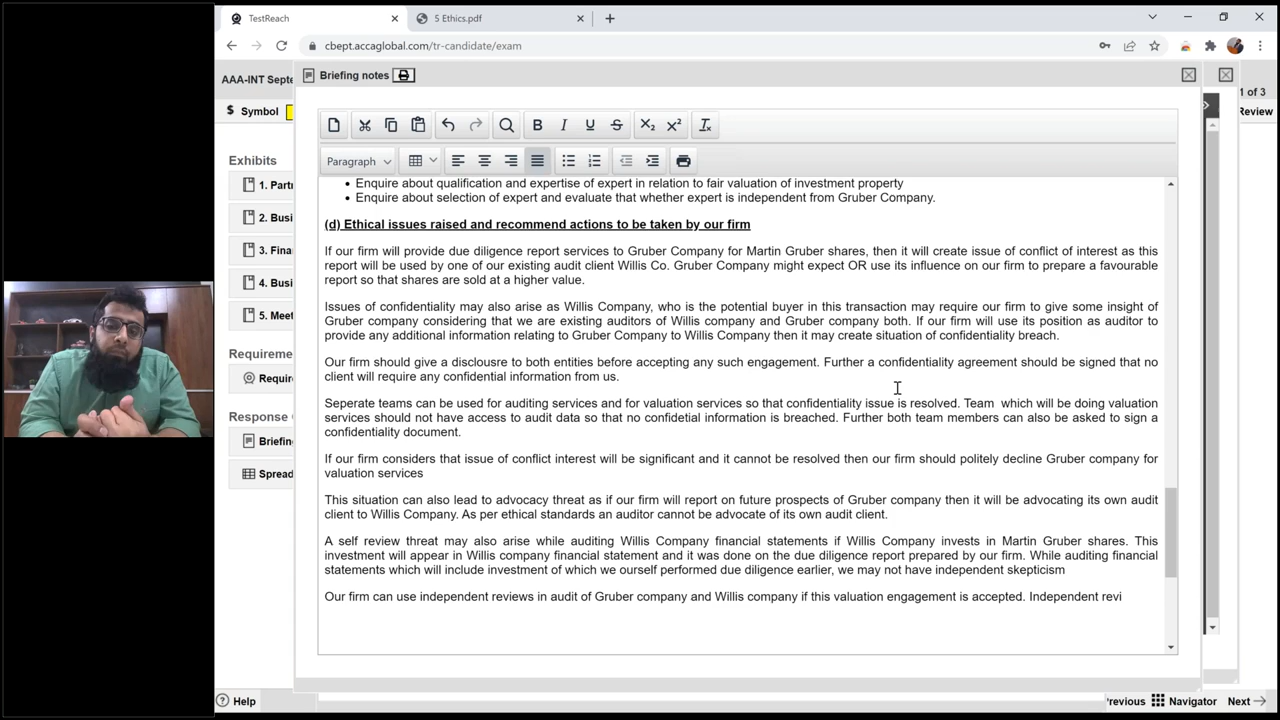 TestReach
5 Ethics.pdf
cbept.accaglobal.com/tr-candidate/exam
AAA-INT Septe
Briefing notes
1 of 3
$ Symbol
Review
Paragraph
Exhibits
1. Partn
2. Busi
3. Finan
4. Busi
5. Meet
Requireme
Require
Response O
Briefing
Spreads
Enquire about qualification and expertise of expert in relation to fair valuation of investment property
Enquire about selection of expert and evaluate that whether expert is independent from Gruber Company.
(d) Ethical issues raised and recommend actions to be taken by our firm
If our firm will provide due diligence report services to Gruber Company for Martin Gruber shares, then it will create issue of conflict of interest as this
report will be used by one of our existing audit client Willis Co. Gruber Company might expect OR use its influence on our firm to prepare a favourable
report so that shares are sold at a higher value.
Issues of confidentiality may also arise as Willis Company, who is the potential buyer in this transaction may require our firm to give some insight of
Gruber company considering that we are existing auditors of Willis company and Gruber company both. If our firm will use its position as auditor to
provide any additional information relating to Gruber Company to Willis Company then it may create situation of confidentiality breach.
Our firm should give a disclousre to both entities before accepting any such engagement. Further a confidentiality agreement should be signed that no
client will require any confidential information from us.
Seperate teams can be used for auditing services and for valuation services so that confidentiality issue is resolved. Team which will be doing valuation
services should not have access to audit data so that no confidetial information is breached. Further both team members can also be asked to sign a
confidentiality document.
If our firm considers that issue of conflict interest will be significant and it cannot be resolved then our firm should politely decline Gruber company for
valuation services
This situation can also lead to advocacy threat as if our firm will report on future prospects of Gruber company then it will be advocating its own audit
client to Willis Company. As per ethical standards an auditor cannot be advocate of its own audit client.
A self review threat may also arise while auditing Willis Company financial statements if Willis Company invests in Martin Gruber shares. This
investment will appear in Willis company financial statement and it was done on the due diligence report prepared by our firm. While auditing financial
statements which will include investment of which we ourself performed due diligence earlier, we may not have independent skepticism
Our firm can use independent reviews in audit of Gruber company and Willis company if this valuation engagement is accepted. Independent revi
Help
revious
Navigator
Next